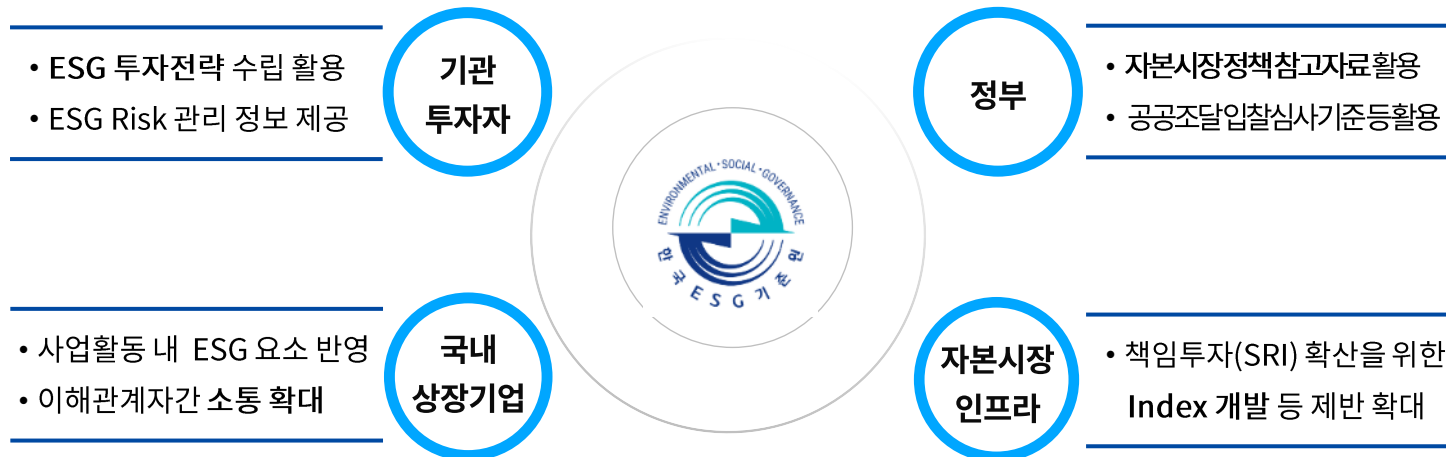 • ESG 투자전략 수립 활용
• ESG Risk 관리 정보 제공
기관
투자자
정부
• 자본시장정책참고자료활용
• 공공조달입찰심사기준등활용
ENVIRONMENTAL·SOCIAL·GOVERNANCE
한국ESG기준원
• 사업활동 내 ESG 요소 반영
• 이해관계자간 소통 확대
국내
상장기업
자본시장
인프라
• 책임투자(SRI) 확산을 위한
Index 개발 등 제반 확대